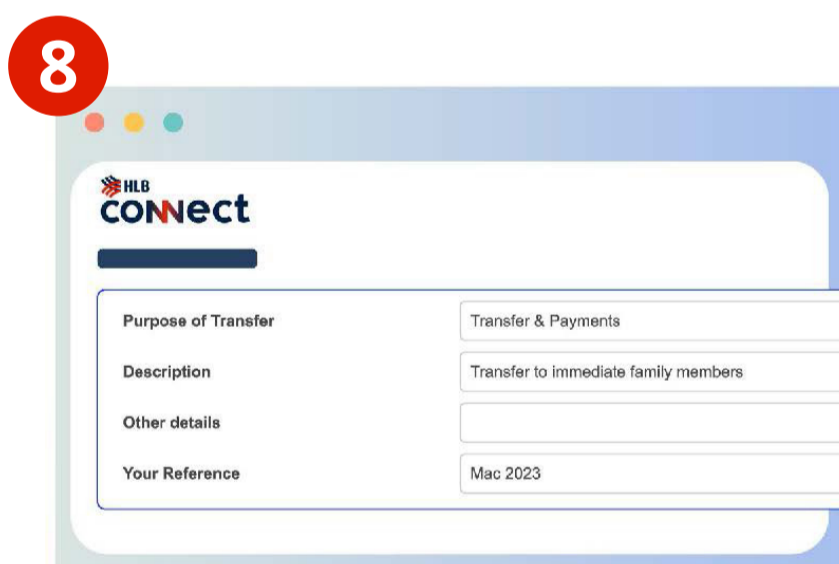 8
HLB
CONNect
Purpose of Transfer Transfer & Payments
Description Transfer to immediate family members
Other details
Your Reference Mac 2023